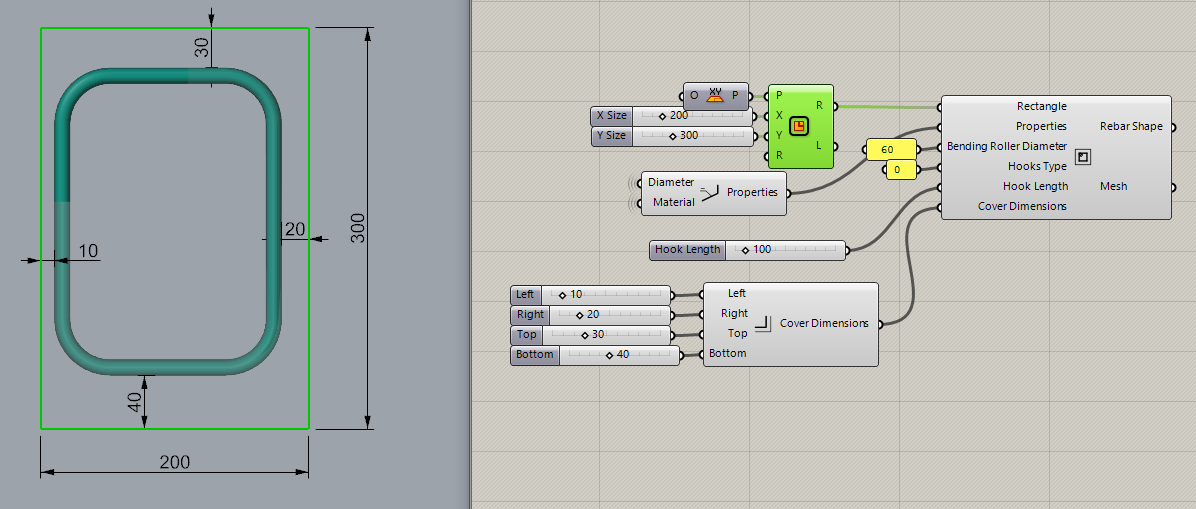 30
10
20
300
40
200
O XY P
X Size 200
Y Size 300
P
X
Y
R
R
L
Diameter
Material
Properties
60
0
Hook Length 100
Left 10
Right 20
Top 30
Bottom 40
Left
Right
Top
Bottom
Cover Dimensions
Rectangle
Properties
Bending Roller Diameter
Hooks Type
Hook Length
Cover Dimensions
Rebar Shape
Mesh